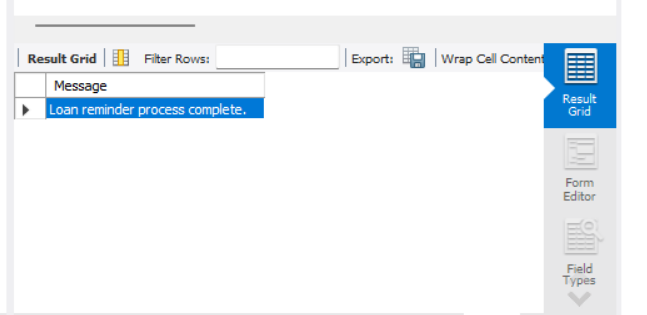 Result Grid Filter Rows: Export: Wrap Cell Content
Message
Loan reminder process complete.
Result
Grid
Form
Editor
Field
Types